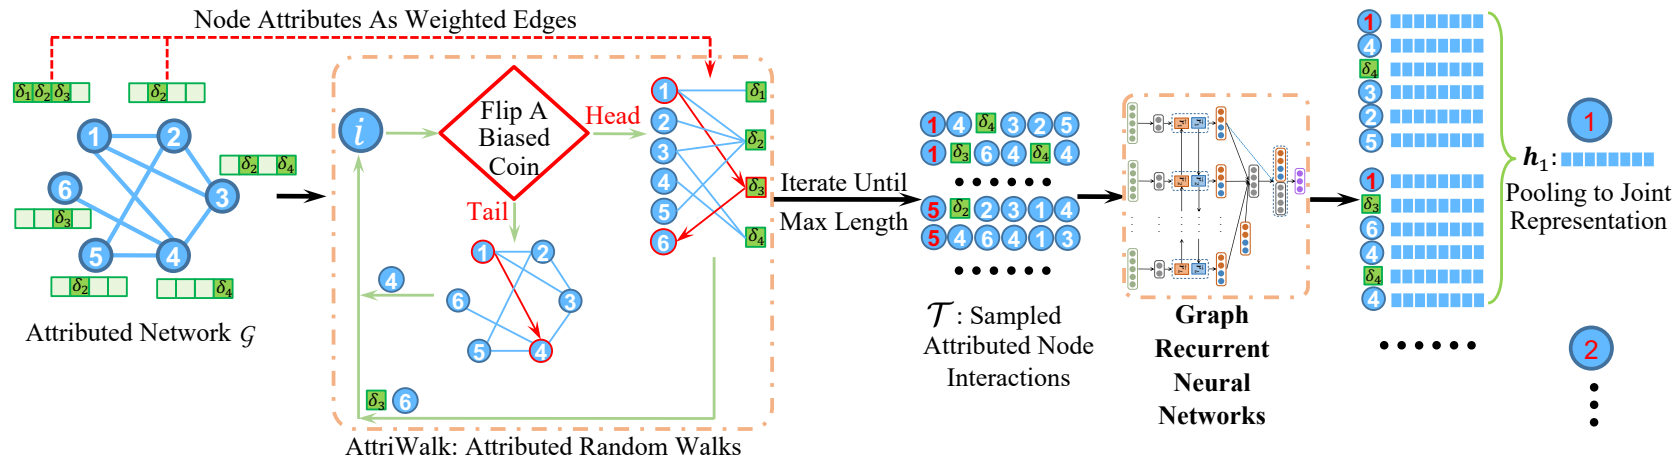 Node Attributes As Weighted Edges
δ1 δ2 δ3
δ2
1 2
δ2 δ4
6 3
δ3
5 4
δ2
δ4
Attributed Network 𝒢
i
Flip A
Biased
Coin
Head
Tail
1 δ1
2 δ2
3
4 δ3
5
6 δ4
1 2
4
6 3
5 4
δ3 6
AttriWalk: Attributed Random Walks
Iterate Until
Max Length
1 4 δ4 3 2 5
1 δ3 6 4 δ4 4
5 δ2 2 3 1 4
5 4 6 4 1 3
𝒯: Sampled
Attributed Node
Interactions
Graph
Recurrent
Neural
Networks
1
4
δ4
3
2
5
1
δ3
6
4
δ4
4
1
h1:
Pooling to Joint
Representation
2